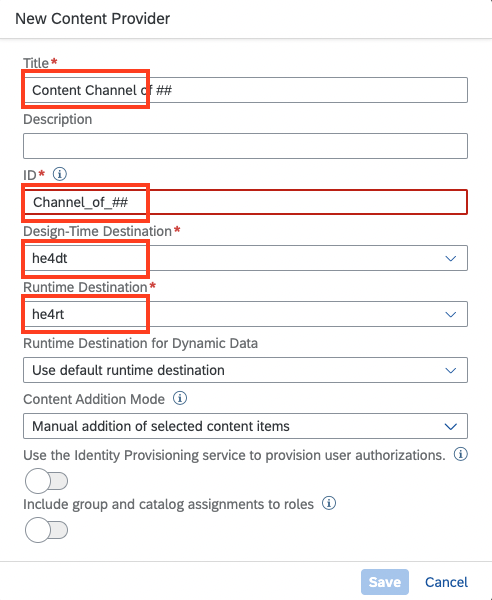 New Content Provider
Title*
Content Channel of ##
Description
ID*
Channel_of_##
Design-Time Destination*
he4dt
Runtime Destination*
he4rt
Runtime Destination for Dynamic Data
Use default runtime destination
Content Addition Mode
Manual addition of selected content items
Use the Identity Provisioning service to provision user authorizations.
Include group and catalog assignments to roles
Save Cancel